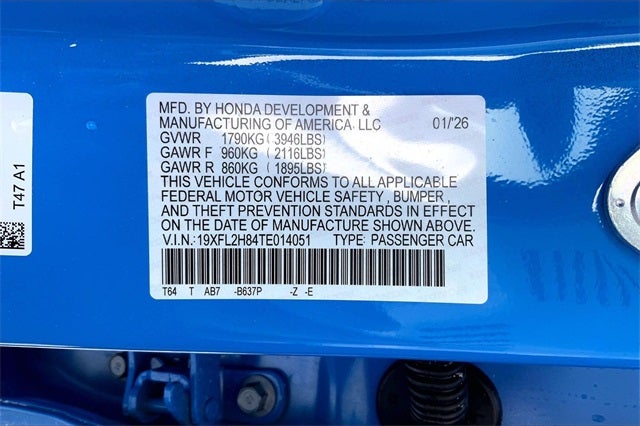 MFD. BY HONDA DEVELOPMENT &
MANUFACTURING OF AMERICA, LLC 01/'26
GVWR 1790KG (3946LBS)
GAWR F 960KG (2116LBS)
GAWR R 860KG (1895LBS)
THIS VEHICLE CONFORMS TO ALL APPLICABLE
FEDERAL MOTOR VEHICLE SAFETY, BUMPER,
AND THEFT PREVENTION STANDARDS IN EFFECT
ON THE DATE OF MANUFACTURE SHOWN ABOVE.
V.I.N.: 19XFL2H84TE014051 TYPE: PASSENGER CAR
T64 T AB7 -B637P -Z -E
T47 A1